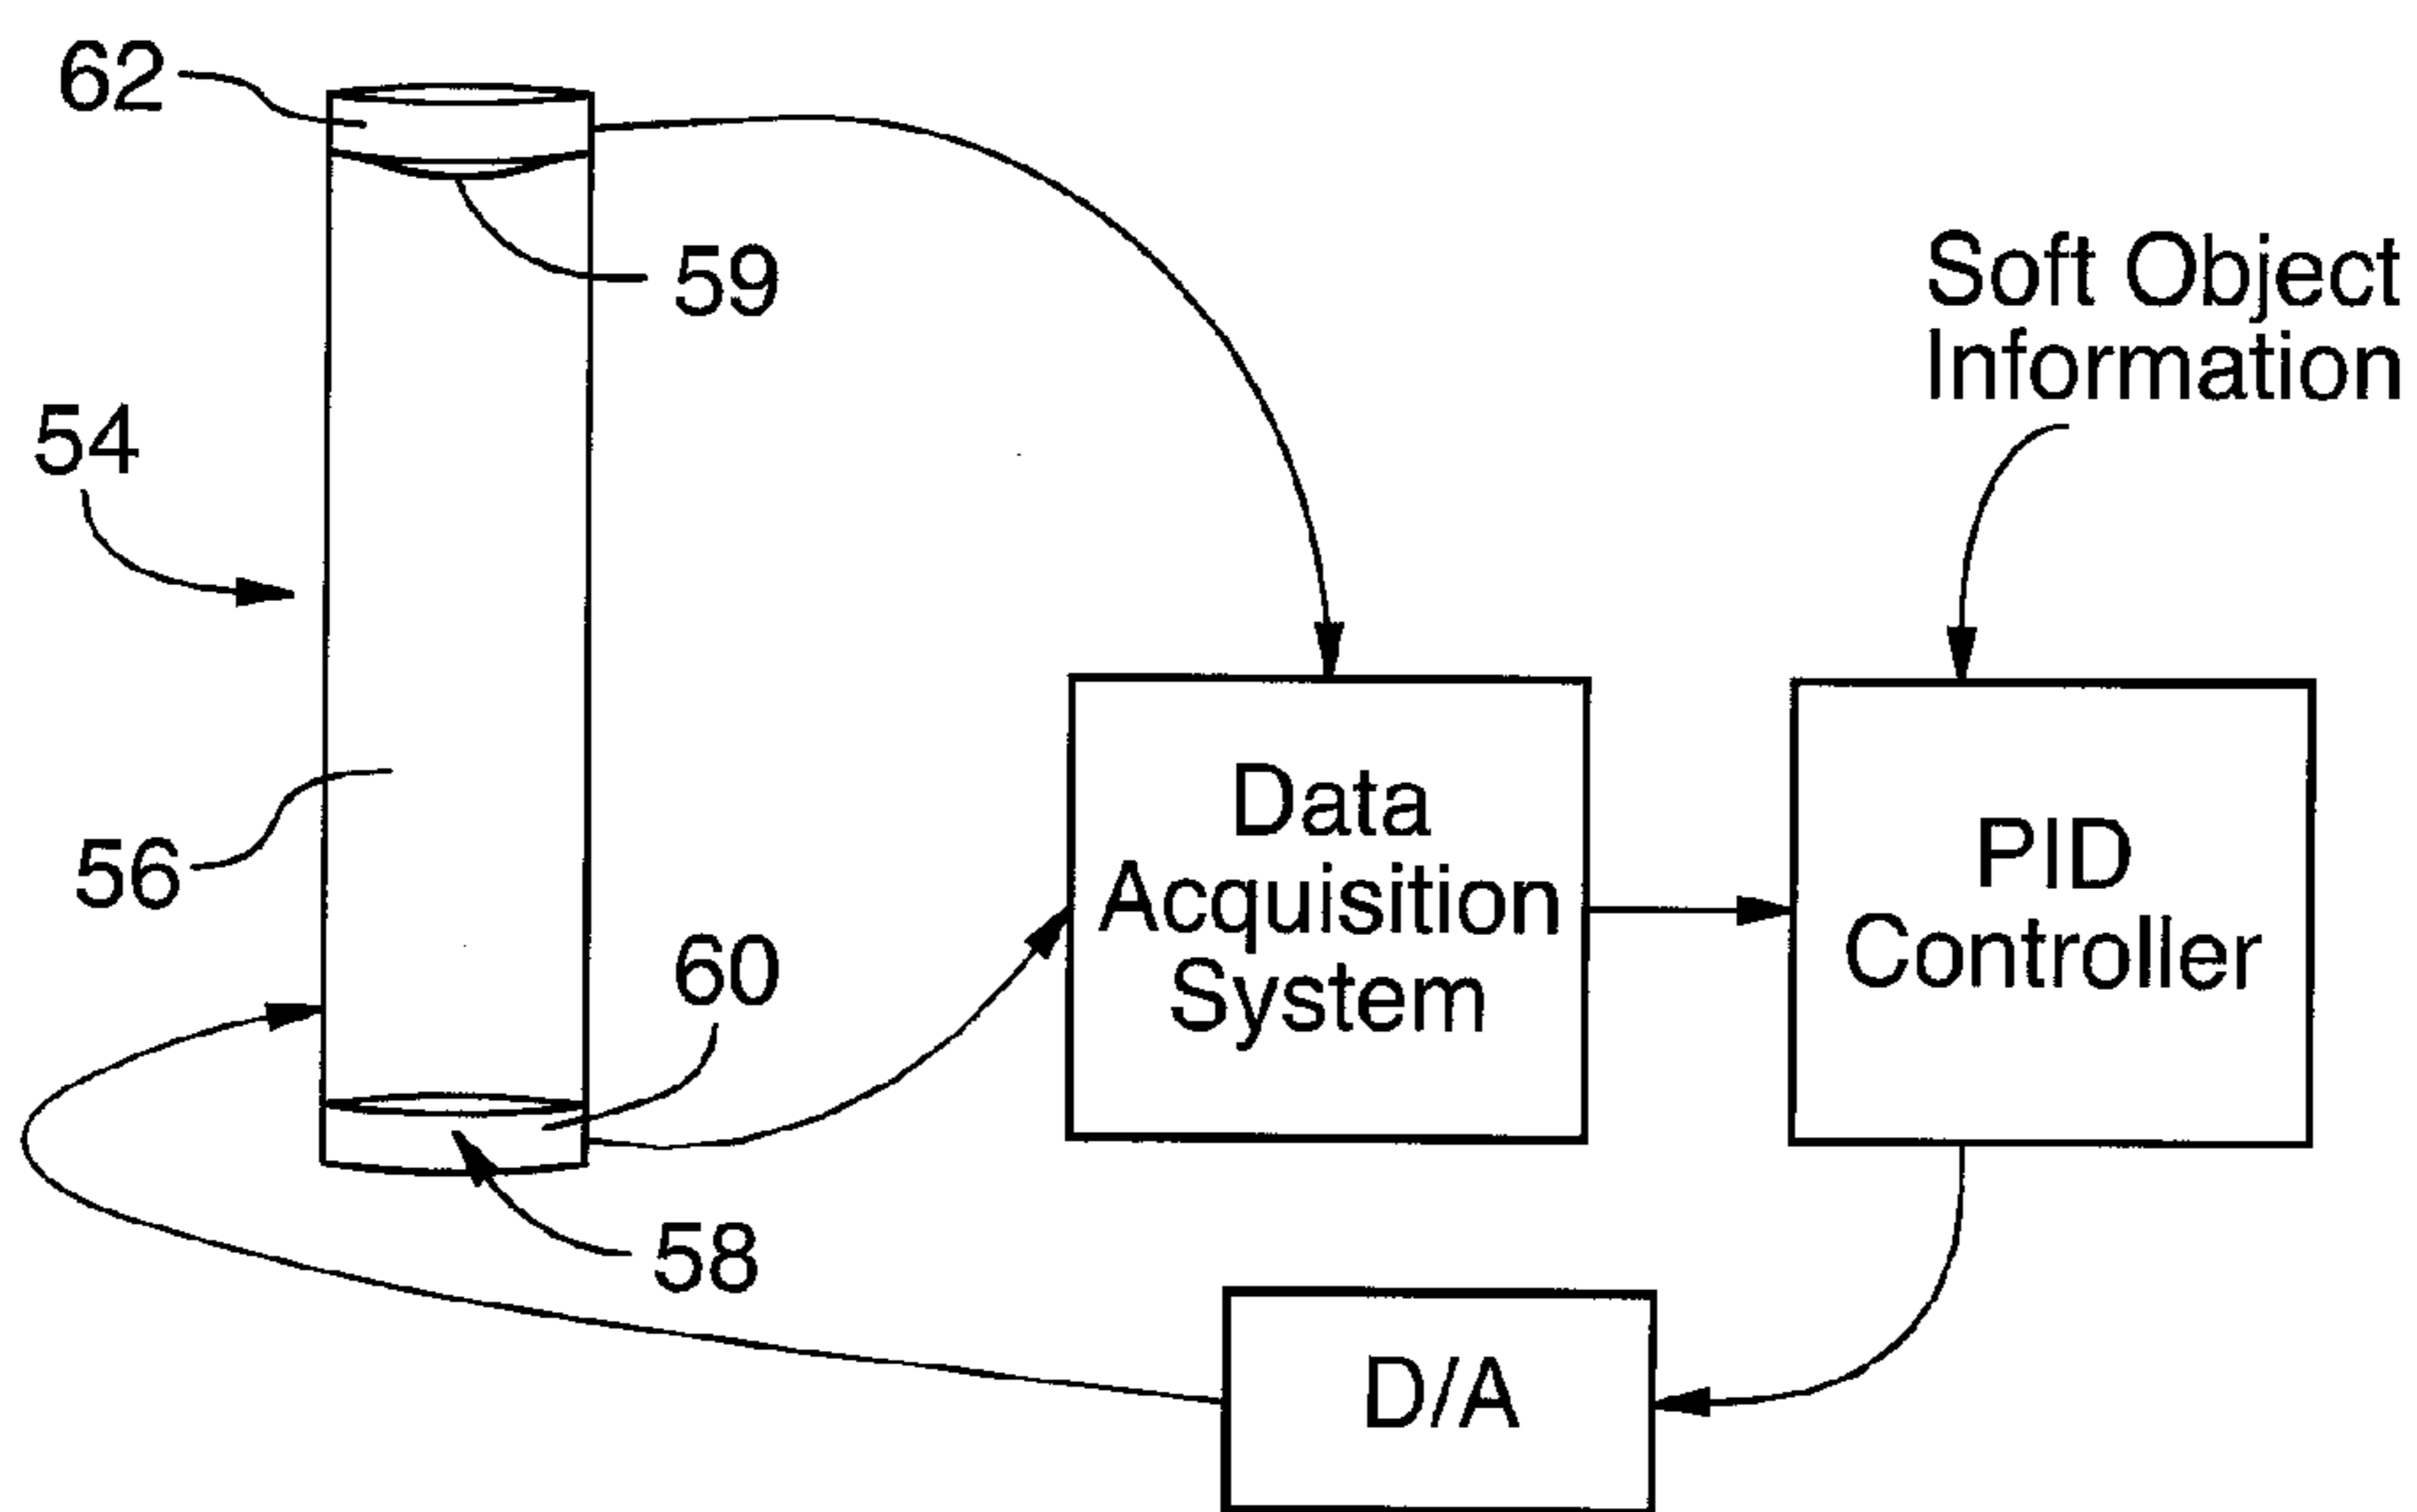 62
59
Soft Object
Information
54
56
60
58
Data
Acquisition
System
PID
Controller
D/A